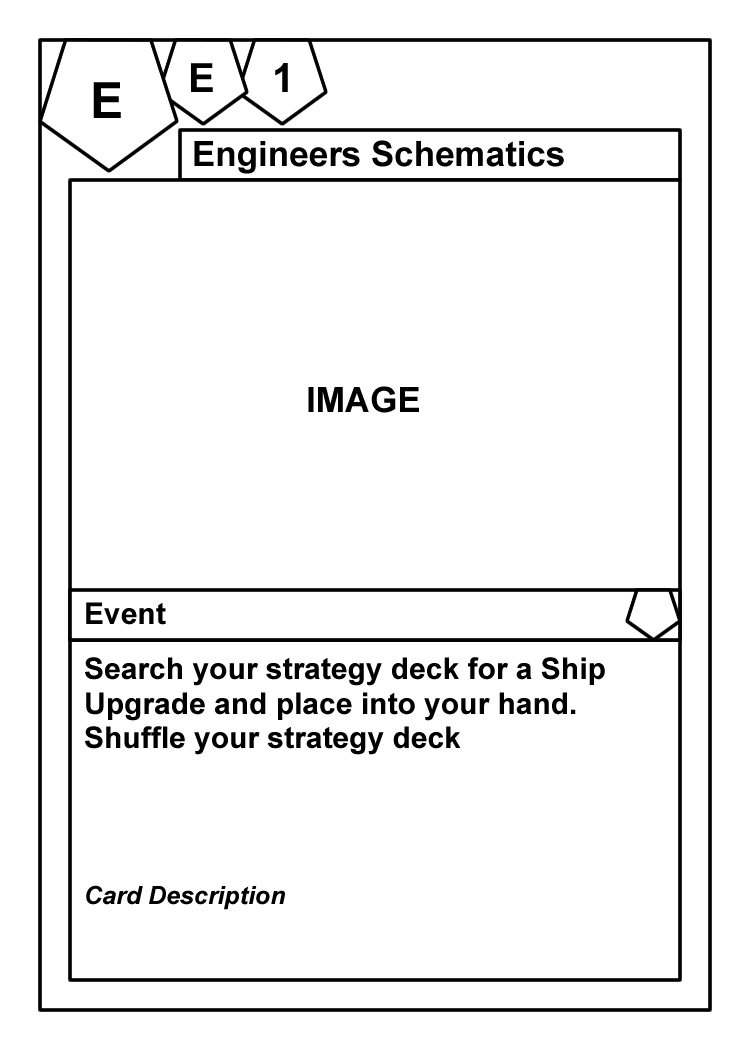 E E 1
Engineers Schematics
IMAGE
Event
Search your strategy deck for a Ship
Upgrade and place into your hand.
Shuffle your strategy deck
Card Description